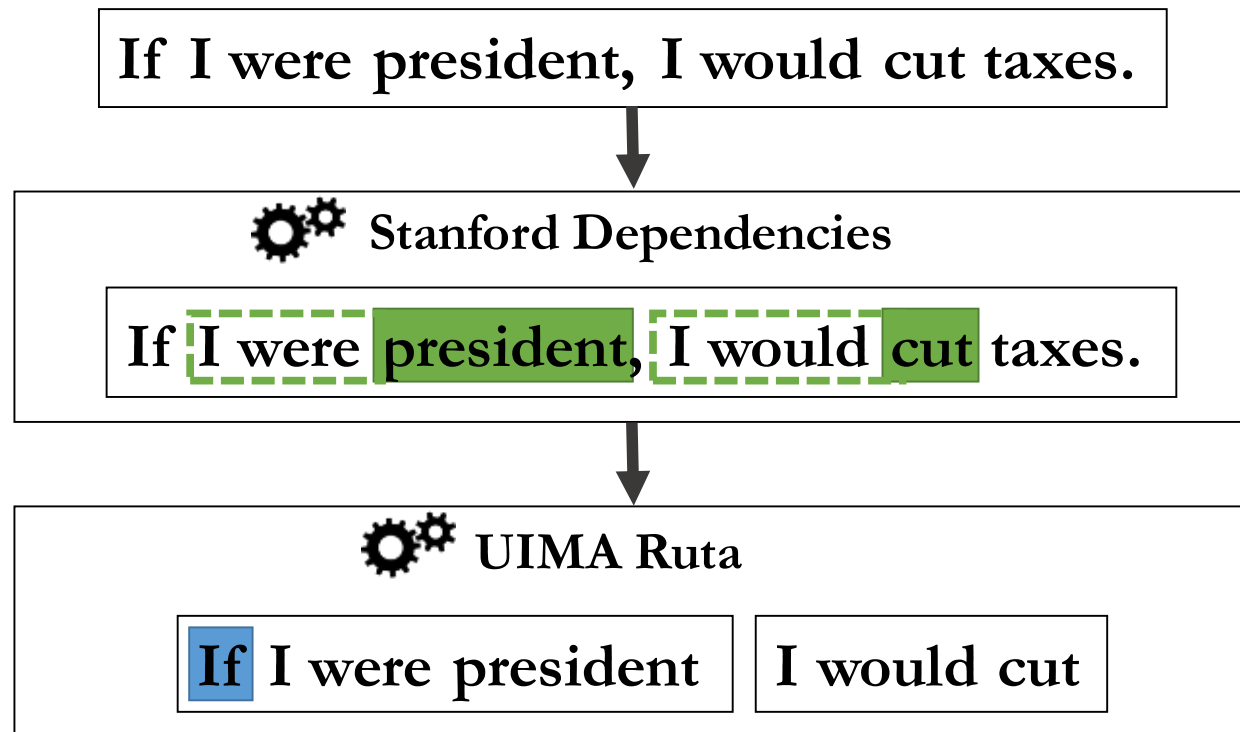 If I were president, I would cut taxes.
Stanford Dependencies
If I were president, I would cut taxes.
UIMA Ruta
If I were president
I would cut